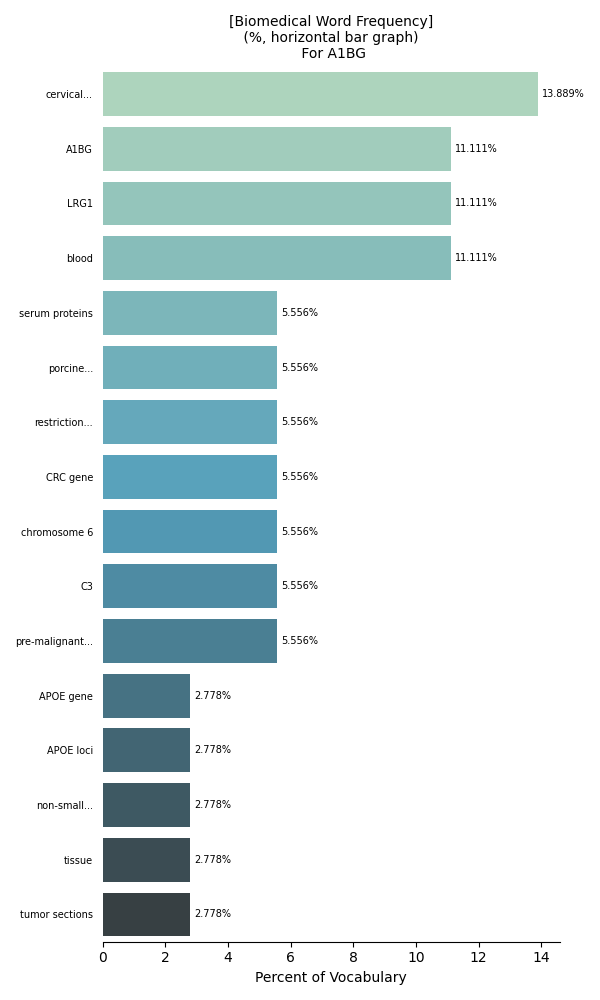 [Biomedical Word Frequency]
(%, horizontal bar graph)
For A1BG
cervical... 13.889%
A1BG 11.111%
LRG1 11.111%
blood 11.111%
serum proteins 5.556%
porcine... 5.556%
restriction... 5.556%
CRC gene 5.556%
chromosome 6 5.556%
C3 5.556%
pre-malignant... 5.556%
APOE gene 2.778%
APOE loci 2.778%
non-small... 2.778%
tissue 2.778%
tumor sections 2.778%
0 2 4 6 8 10 12 14
Percent of Vocabulary